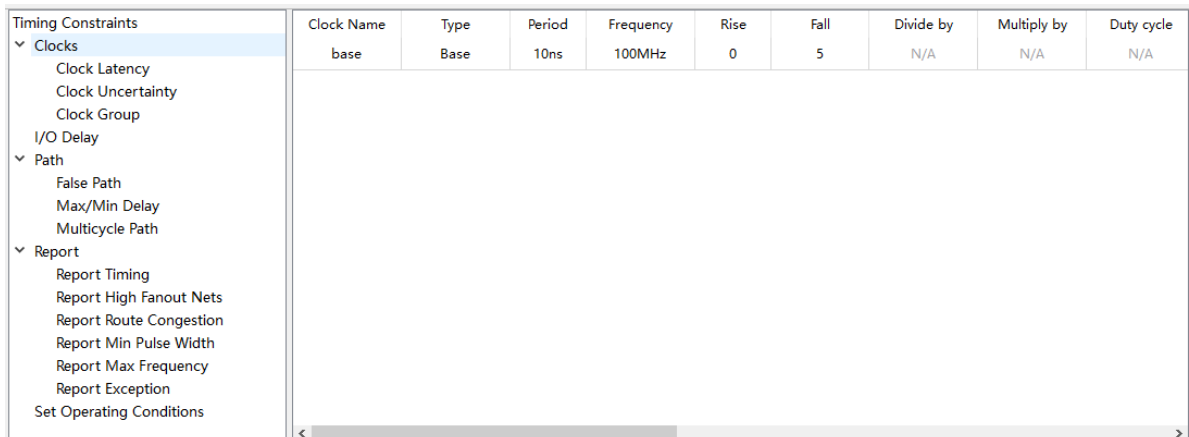 Timing Constraints
Clocks
Clock Latency
Clock Uncertainty
Clock Group
I/O Delay
Path
False Path
Max/Min Delay
Multicycle Path
Report
Report Timing
Report High Fanout Nets
Report Route Congestion
Report Min Pulse Width
Report Max Frequency
Report Exception
Set Operating Conditions
Clock Name Type Period Frequency Rise Fall Divide by Multiply by Duty cycle
base Base 10ns 100MHz 0 5 N/A N/A N/A